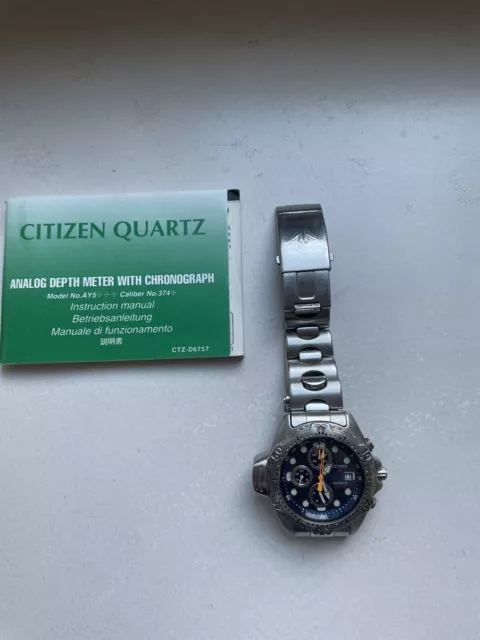 CITIZEN QUARTZ
ANALOG DEPTH METER WITH CHRONOGRAPH
Model No.AY5✢✢✢ Caliber No.374✢
Instruction manual
Betriebsanleitung
Manuale di funzionamento
説明書
CTZ-D6757
CITIZEN